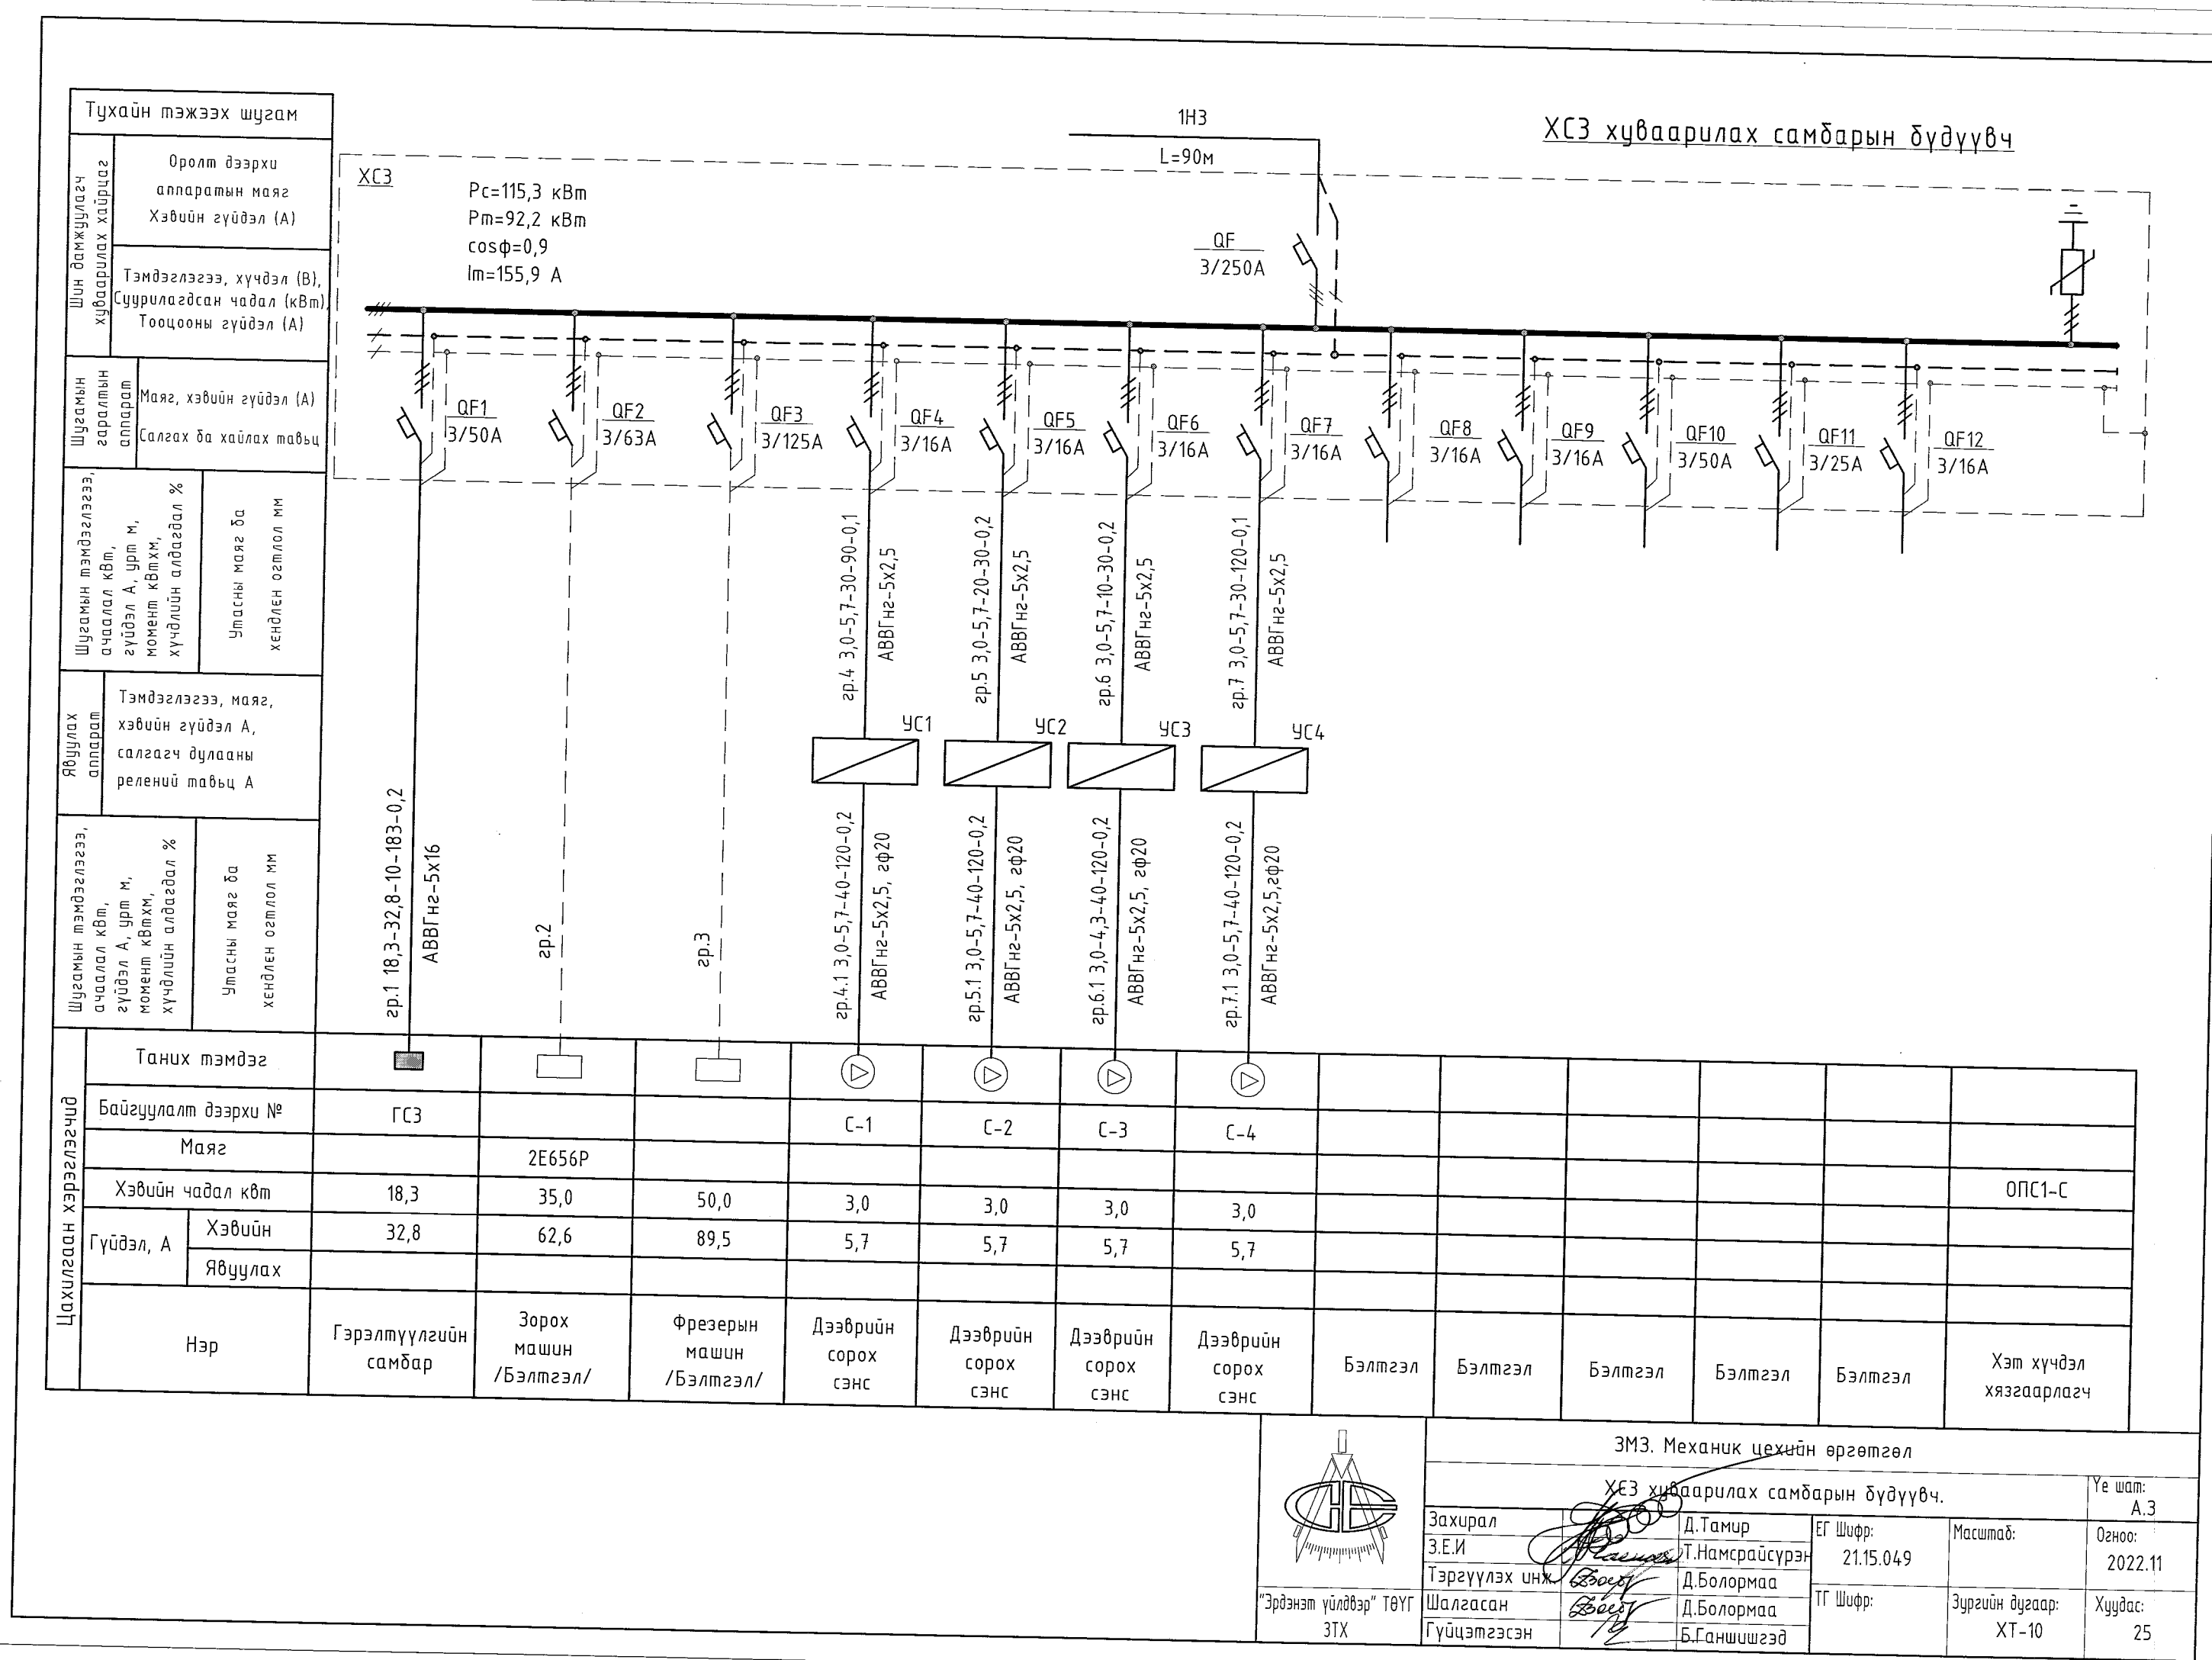 Тухайн тэжээх шугам
Шин дамжуулагч
хуваарилах хайрцаг
Оролт дээрхи
аппаратын маяг
Хэвийн гүйдэл (А)
Тэмдэглэгээ, хүчдэл (В),
Суурилагдсан чадал (кВт),
Тооцооны гүйдэл (А)
Шугамын
гаралтын
аппарат
Маяг, хэвийн гүйдэл (А)
Салгах ба хайлах тавьц
Шугамын тэмдэглэгээ,
ачаалал кВт,
гүйдэл А, урт м,
момент кВтхм,
хүчдлийн алдагдал %
Утасны маяг ба
хөндлөн огтлол мм
Явуулах
аппарат
Тэмдэглэгээ, маяг,
хэвийн гүйдэл А,
салгагч дулааны
релений тавьц А
Шугамын тэмдэглэгээ,
ачаалал кВт,
гүйдэл А, урт м,
момент кВтхм,
хүчдлийн алдагдал %
Утасны маяг ба
хөндлөн огтлол мм
1НЗ
L=90м
ХСЗ хуваарилах самбарын бүдүүвч
ХСЗ
Рс=115,3 кВт
Рт=92,2 кВт
cosф=0,9
Iт=155,9 А
QF
3/250А
QF1
3/50А
QF2
3/63А
QF3
3/125А
QF4
3/16А
QF5
3/16А
QF6
3/16А
QF7
3/16А
QF8
3/16А
QF9
3/16А
QF10
3/50А
QF11
3/25А
QF12
3/16А
гр.4 3,0-5,7-30-90-0,1
АВВГнг-5х2,5
гр.5 3,0-5,7-20-30-0,2
АВВГнг-5х2,5
гр.6 3,0-5,7-10-30-0,2
АВВГнг-5х2,5
гр.7 3,0-5,7-30-120-0,1
АВВГнг-5х2,5
УС1
УС2
УС3
УС4
гр.1 18,3-32,8-10-183-0,2
АВВГнг-5х16
гр.2
гр.3
гр.4.1 3,0-5,7-40-120-0,2
АВВГнг-5х2,5, гф20
гр.5.1 3,0-5,7-40-120-0,2
АВВГнг-5х2,5, гф20
гр.6.1 3,0-4,3-40-120-0,2
АВВГнг-5х2,5, гф20
гр.7.1 3,0-5,7-40-120-0,2
АВВГнг-5х2,5,гф20
Цахилгаан хэрэглэгчид
Таних тэмдэг
Байгуулалт дээрхи № ГСЗ С-1 С-2 С-3 С-4
Маяг 2Е656Р
Хэвийн чадал квт 18,3 35,0 50,0 3,0 3,0 3,0 3,0 ОПС1-С
Гүйдэл, А
Хэвийн 32,8 62,6 89,5 5,7 5,7 5,7 5,7
Явуулах
Нэр
Гэрэлтүүлгийн
самбар
Зорох
машин
/Бэлтгэл/
Фрезерын
машин
/Бэлтгэл/
Дээврийн
сорох
сэнс
Дээврийн
сорох
сэнс
Дээврийн
сорох
сэнс
Дээврийн
сорох
сэнс
Бэлтгэл
Бэлтгэл
Бэлтгэл
Бэлтгэл
Бэлтгэл
Хэт хүчдэл
хязгаарлагч
"Эрдэнэт үйлдвэр" ТӨҮГ
ЗТХ
ЗМЗ. Механик цехийн өргөтгөл
ХСЗ хуваарилах самбарын бүдүүвч.
Үе шат:
А.З
Захирал Д.Тамир
З.Е.И Т.Намсрайсүрэн
Тэргүүлэх инж. Д.Болормаа
Шалгасан Д.Болормаа
Гүйцэтгэсэн Б.Ганшишгэд
ЕГ Шифр:
21.15.049
ТГ Шифр:
Масштаб:
Зургийн дугаар:
ХТ-10
Огноо:
2022.11
Хуудас:
25